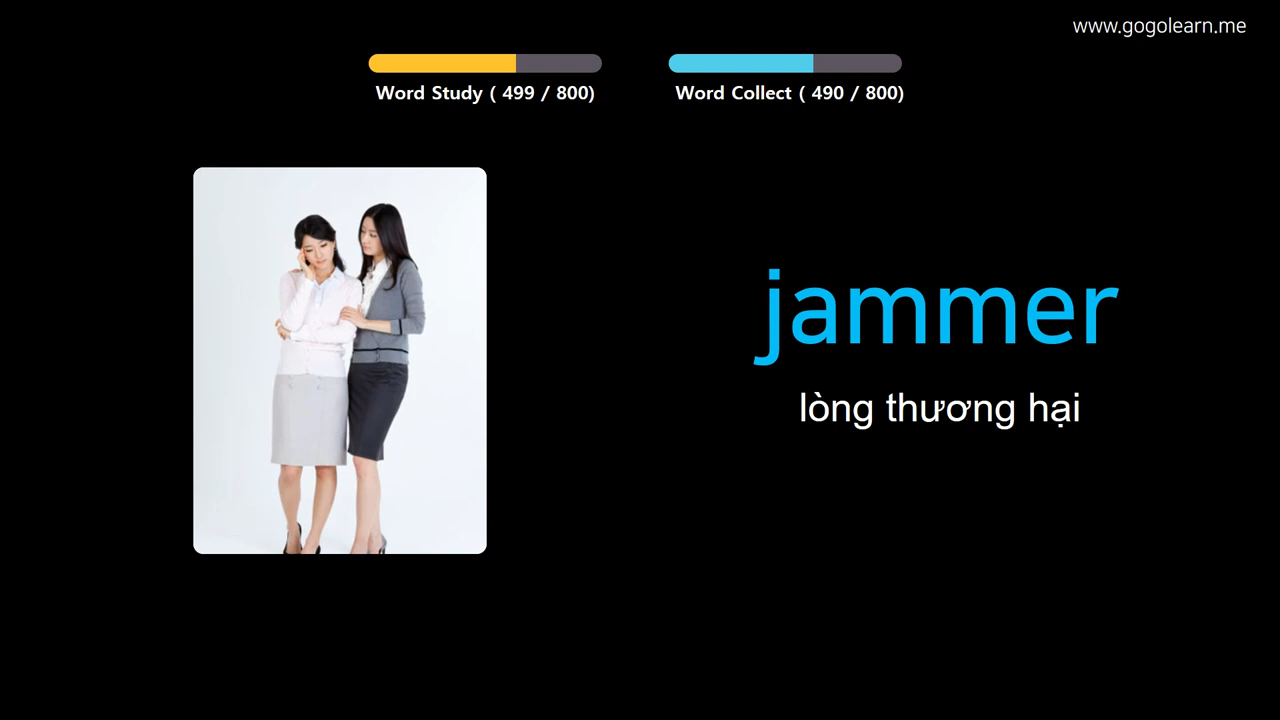 www.gogolearn.me
Word Study ( 499 / 800)
Word Collect ( 490 / 800)
jammer
lòng thương hại